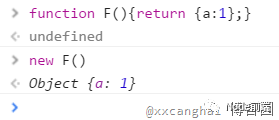 function F(){return {a:1};}
undefined
new F()
Object {a: 1}
@xxcanghai